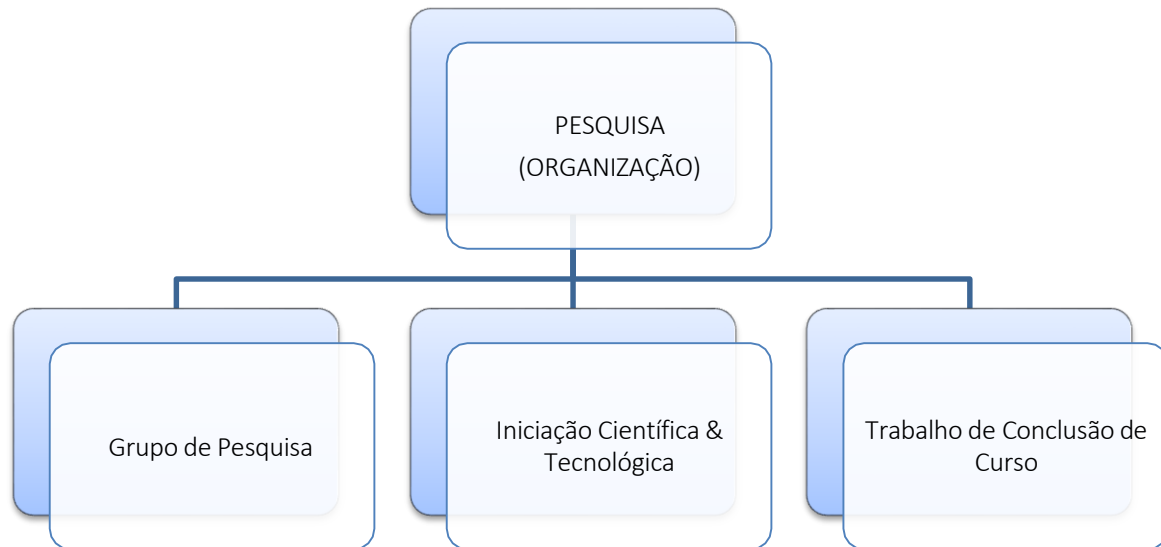 PESQUISA
(ORGANIZAÇÃO)
Grupo de Pesquisa
Iniciação Científica &
Tecnológica
Trabalho de Conclusão de
Curso